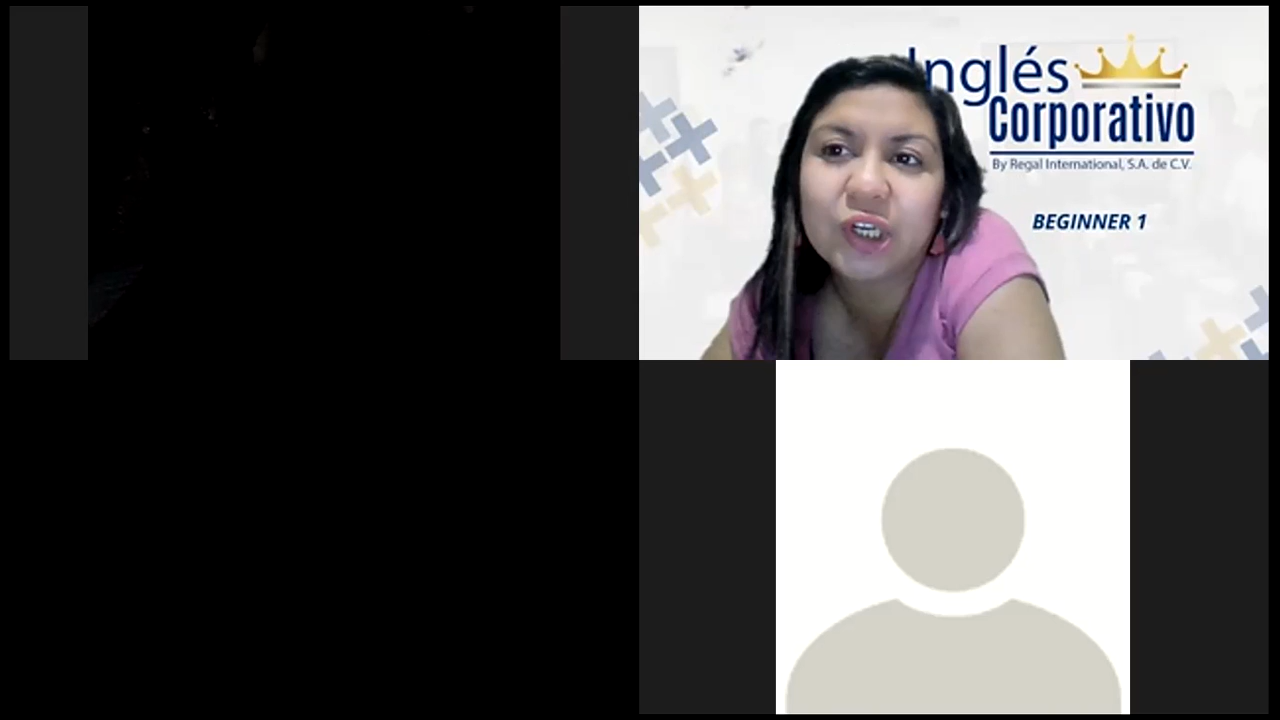 Inglés
Corporativo
By Regal International, S.A. de C.V.
BEGINNER 1